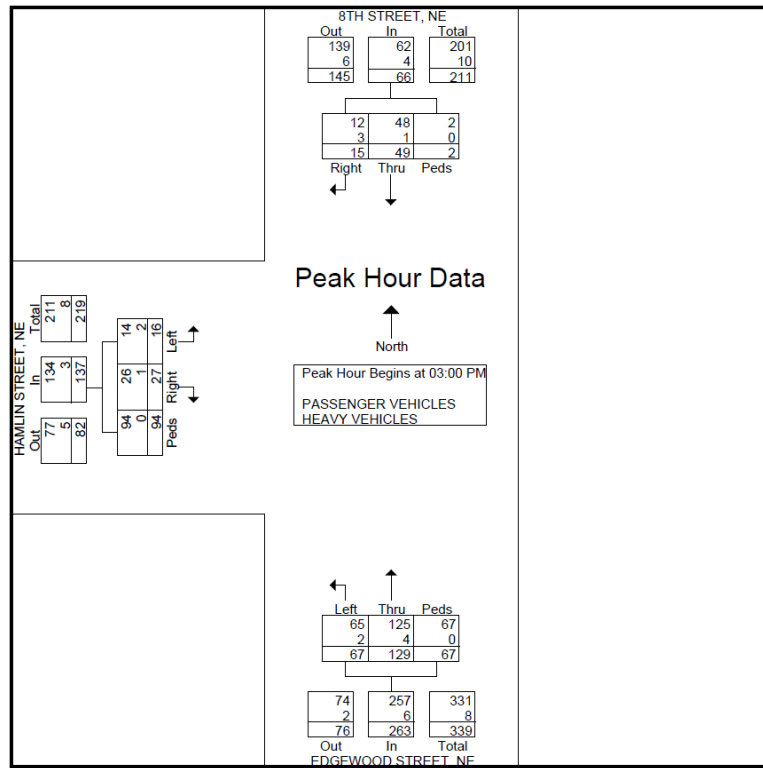 8TH STREET, NE
Out In Total
139 62 201
6 4 10
145 66 211
12 48 2
3 1 0
15 49 2
Right Thru Peds
Peak Hour Data
North
Peak Hour Begins at 03:00 PM
PASSENGER VEHICLES
HEAVY VEHICLES
HAMLIN STREET, NE
Out In Total
77 134 211
5 3 8
82 137 219
94 26 14
0 1 2
94 27 16
Peds Right Left
Left Thru Peds
65 125 67
2 4 0
67 129 67
74 257 331
2 6 8
76 263 339
Out In Total
EDGEWOOD STREET, NE